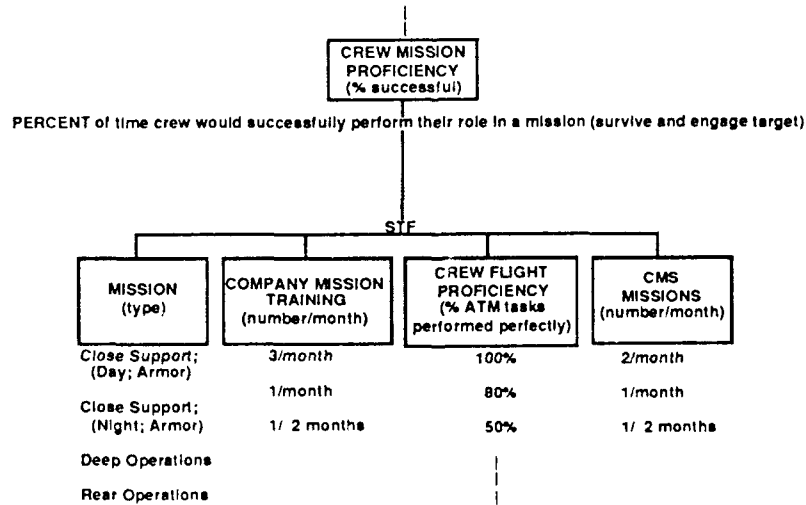 CREW MISSION
PROFICIENCY
(% successful)
PERCENT of time crew would successfully perform their role in a mission (survive and engage target)
STF
MISSION
(type)
COMPANY MISSION
TRAINING
(number/month)
CREW FLIGHT
PROFICIENCY
(% ATM tasks
performed perfectly)
CMS
MISSIONS
(number/month)
Close Support; 3/month 100% 2/month
(Day; Armor)
1/month 80% 1/month
Close Support;
(Night; Armor) 1/ 2 months 50% 1/ 2 months
Deep Operations
Rear Operations